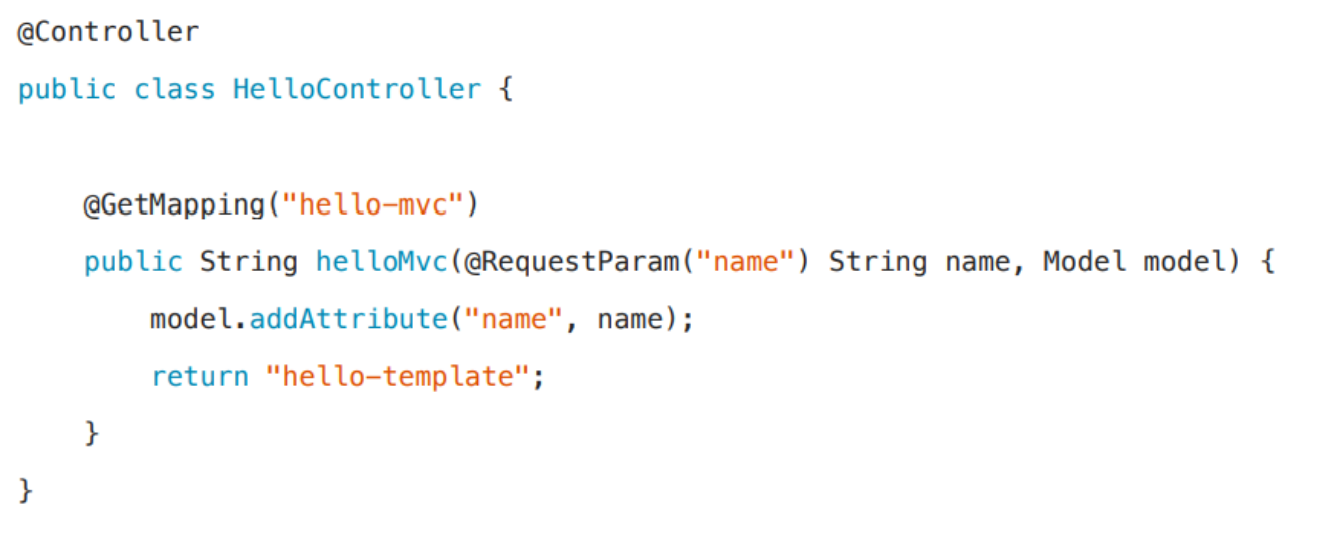 @Controller
public class HelloController {
@GetMapping("hello-mvc")
public String helloMvc(@RequestParam("name") String name, Model model) {
model.addAttribute("name", name);
return "hello-template";
}
}